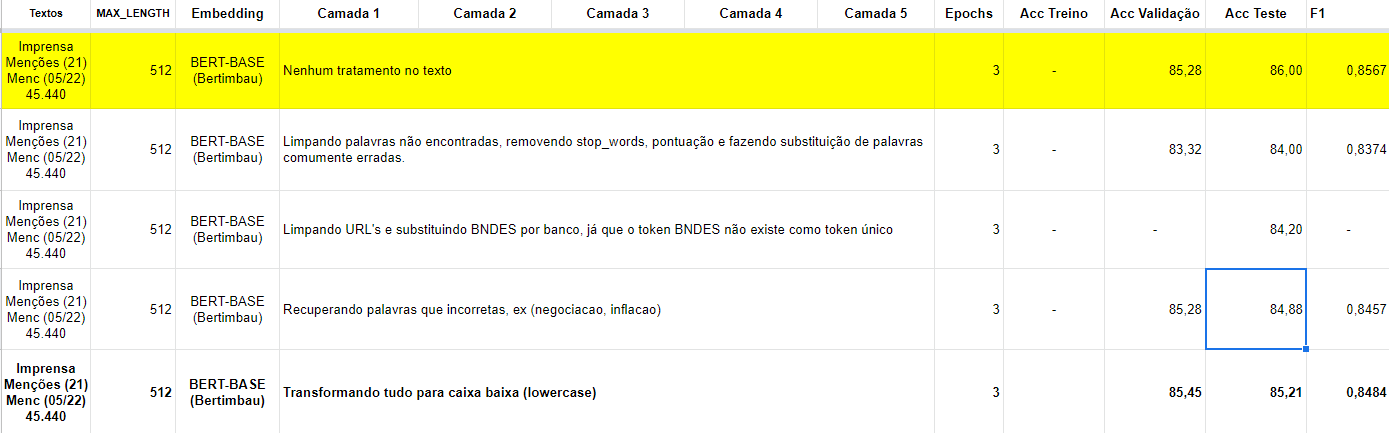 Textos MAX_LENGTH Embedding Camada 1 Camada 2 Camada 3 Camada 4 Camada 5 Epochs Acc Treino Acc Validação Acc Teste F1
Imprensa
Menções (21)
Menc (05/22)
45.440
512
BERT-BASE
(Bertimbau)
Nenhum tratamento no texto
3
-
85,28
86,00
0,8567
Imprensa
Menções (21)
Menc (05/22)
45.440
512
BERT-BASE
(Bertimbau)
Limpando palavras não encontradas, removendo stop_words, pontuação e fazendo substituição de palavras
comumente erradas.
3
-
83,32
84,00
0,8374
Imprensa
Menções (21)
Menc (05/22)
45.440
512
BERT-BASE
(Bertimbau)
Limpando URL's e substituindo BNDES por banco, já que o token BNDES não existe como token único
3
-
-
84,20
-
Imprensa
Menções (21)
Menc (05/22)
45.440
512
BERT-BASE
(Bertimbau)
Recuperando palavras que incorretas, ex (negociacao, inflacao)
3
-
85,28
84,88
0,8457
Imprensa
Menções (21)
Menc (05/22)
45.440
512
BERT-BASE
(Bertimbau)
Transformando tudo para caixa baixa (lowercase)
3
85,45
85,21
0,8484